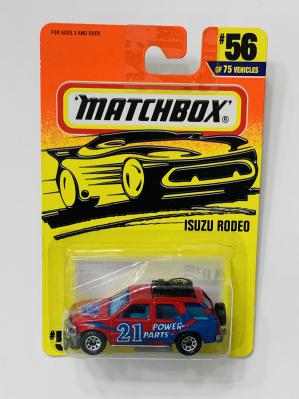 FOR AGES 3 AND OVER
#56
OF 75 VEHICLES
MATCHBOX®
ISUZU RODEO
21 POWER
PARTS